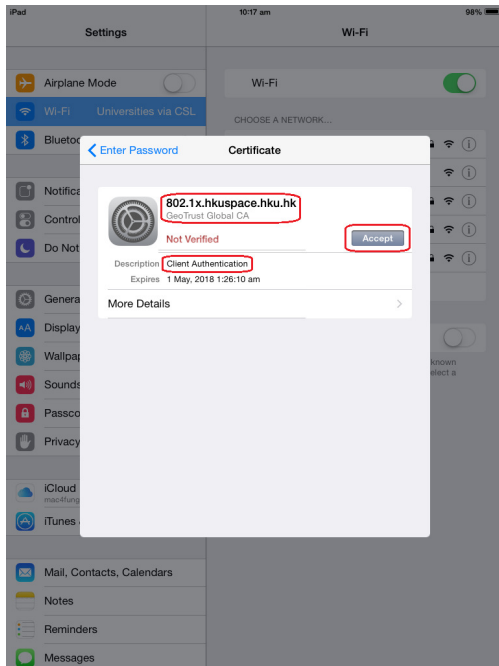 iPad
10:17 am
98%
Settings
Wi-Fi
Airplane Mode
Wi-Fi
Wi-Fi Universities via CSL
CHOOSE A NETWORK...
Bluetoo
Enter Password
Certificate
802.1x.hkuspace.hku.hk
GeoTrust Global CA
Notifica
Not Verified
Accept
Control
Do Not
Description Client Authentication
Expires 1 May, 2018 1:26:10 am
Genera
More Details
Display
Wallpap
known
elect a
Sounds
Passco
Privacy
iCloud
mac4fung
iTunes
Mail, Contacts, Calendars
Notes
Reminders
Messages